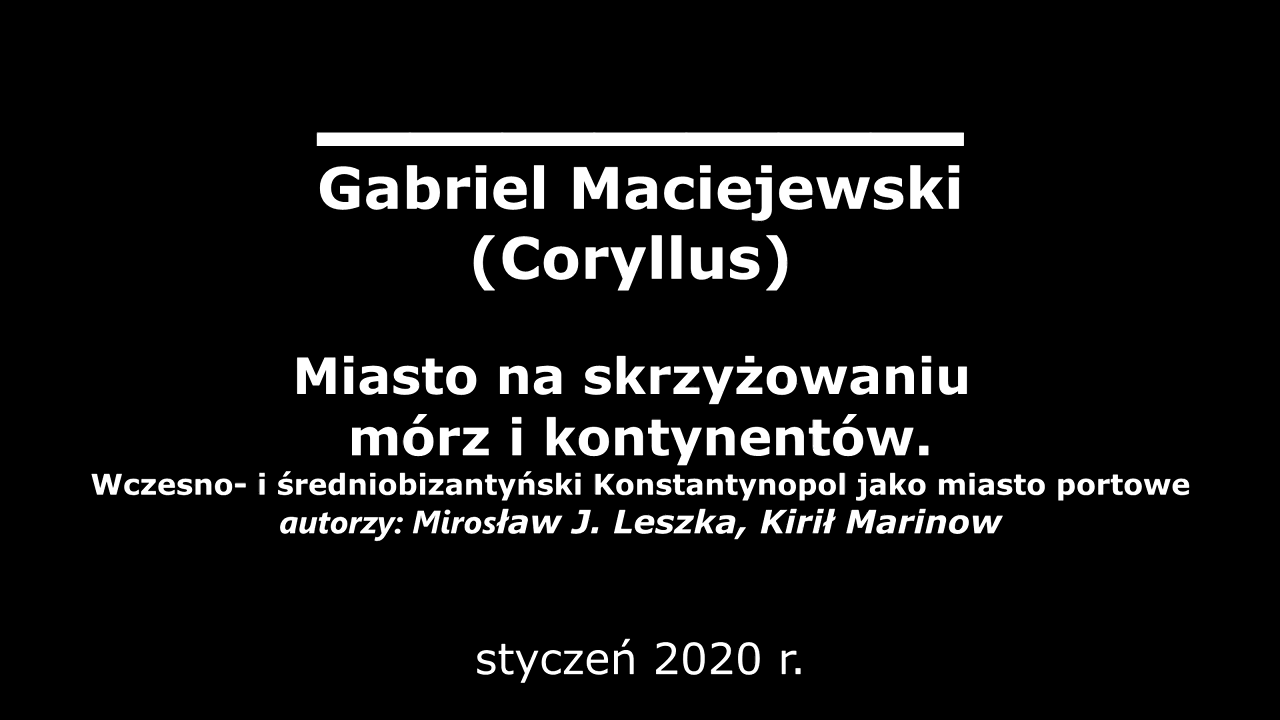 Gabriel Maciejewski
(Coryllus)
Miasto na skrzyżowaniu
mórz i kontynentów.
Wczesno- i średniobizantyński Konstantynopol jako miasto portowe
autorzy: Mirosław J. Leszka, Kirił Marinow
styczeń 2020 r.